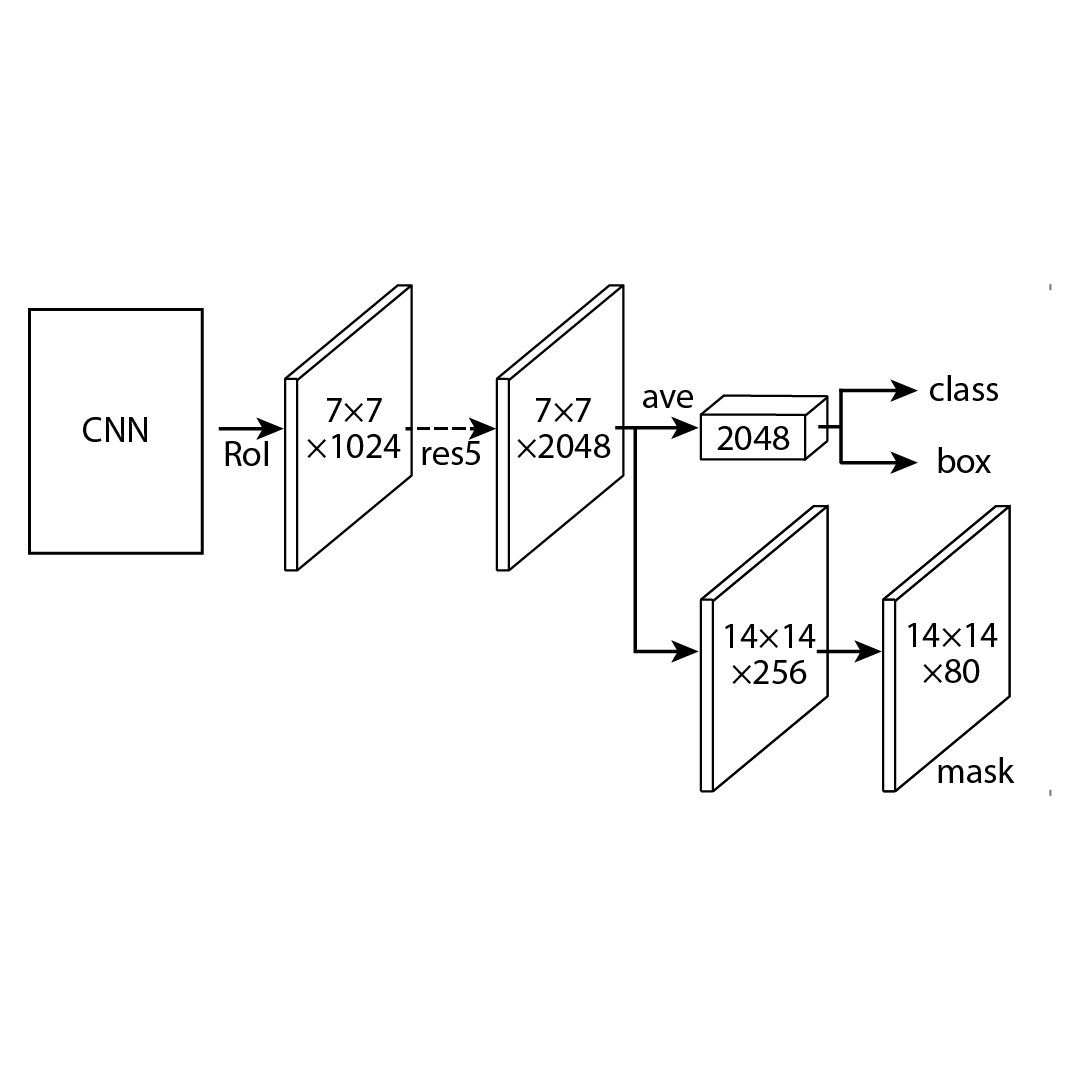 CNN
RoI
7×7
×1024
res5
7×7
×2048
ave
2048
class
box
14×14
×256
14×14
×80
mask